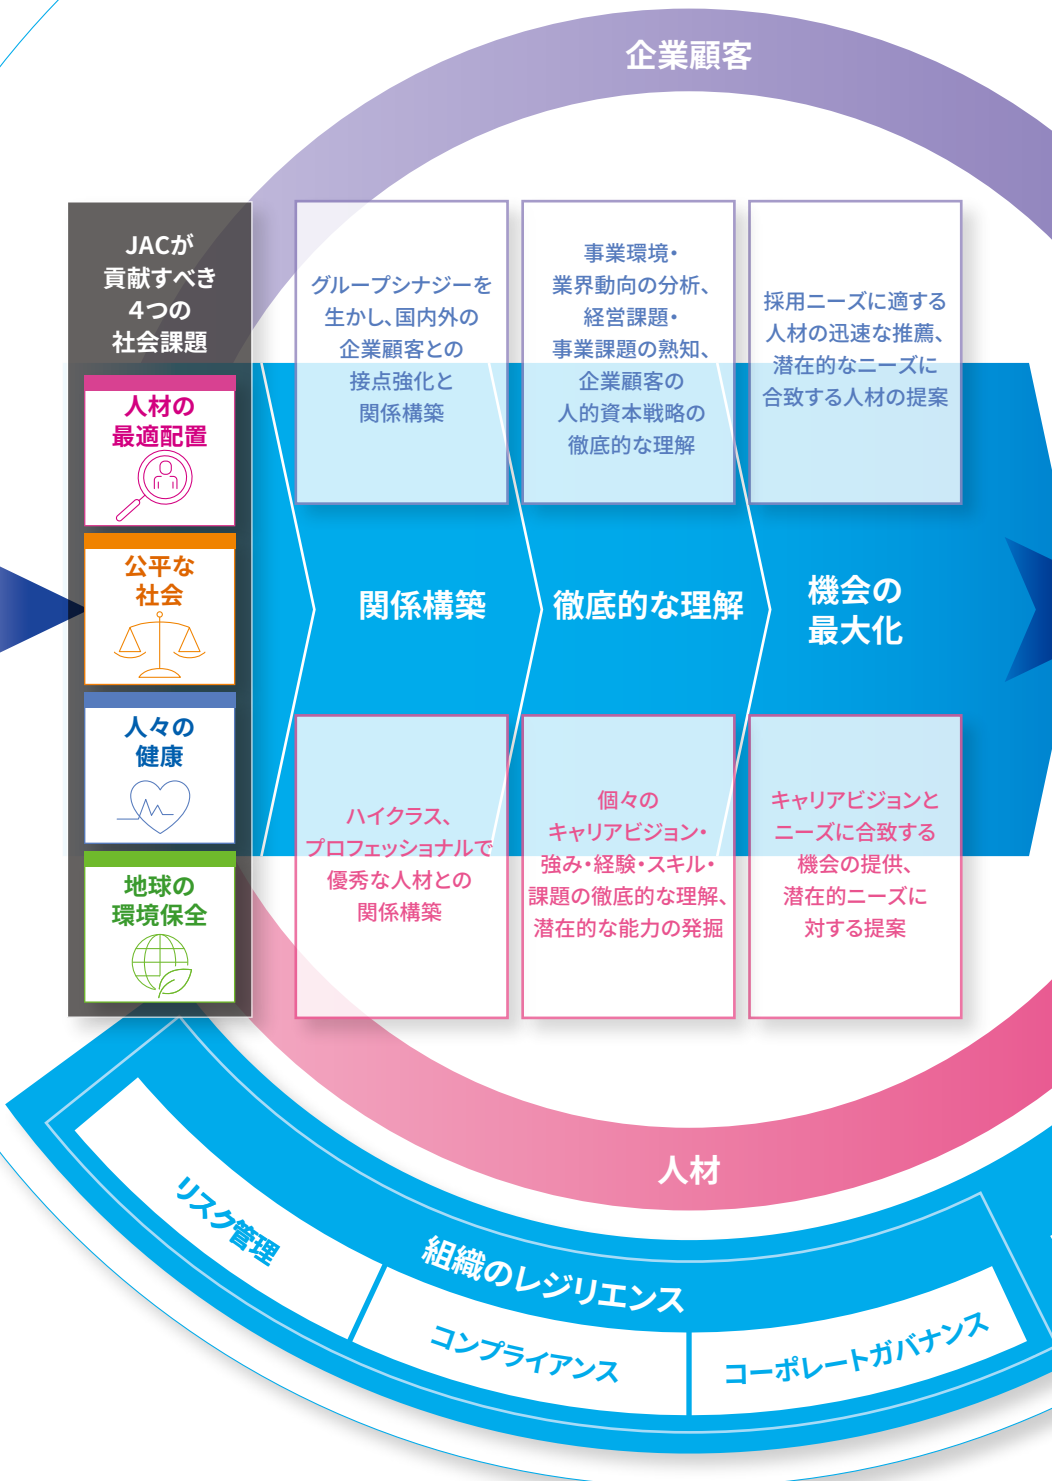 企業顧客
JACが
貢献すべき
4つの
社会課題
人材の
最適配置
公平な
社会
人々の
健康
地球の
環境保全
グループシナジーを
生かし、国内外の
企業顧客との
接点強化と
関係構築
事業環境・
業界動向の分析、
経営課題・
事業課題の熟知、
企業顧客の
人的資本戦略の
徹底的な理解
採用ニーズに適する
人材の迅速な推薦、
潜在的なニーズに
合致する人材の提案
関係構築
徹底的な理解
機会の
最大化
ハイクラス、
プロフェッショナルで
優秀な人材との
関係構築
個々の
キャリアビジョン・
強み・経験・スキル・
課題の徹底的な理解、
潜在的な能力の発掘
キャリアビジョンと
ニーズに合致する
機会の提供、
潜在的ニーズに
対する提案
人材
組織のレジリエンス
リスク管理
コンプライアンス
コーポレートガバナンス